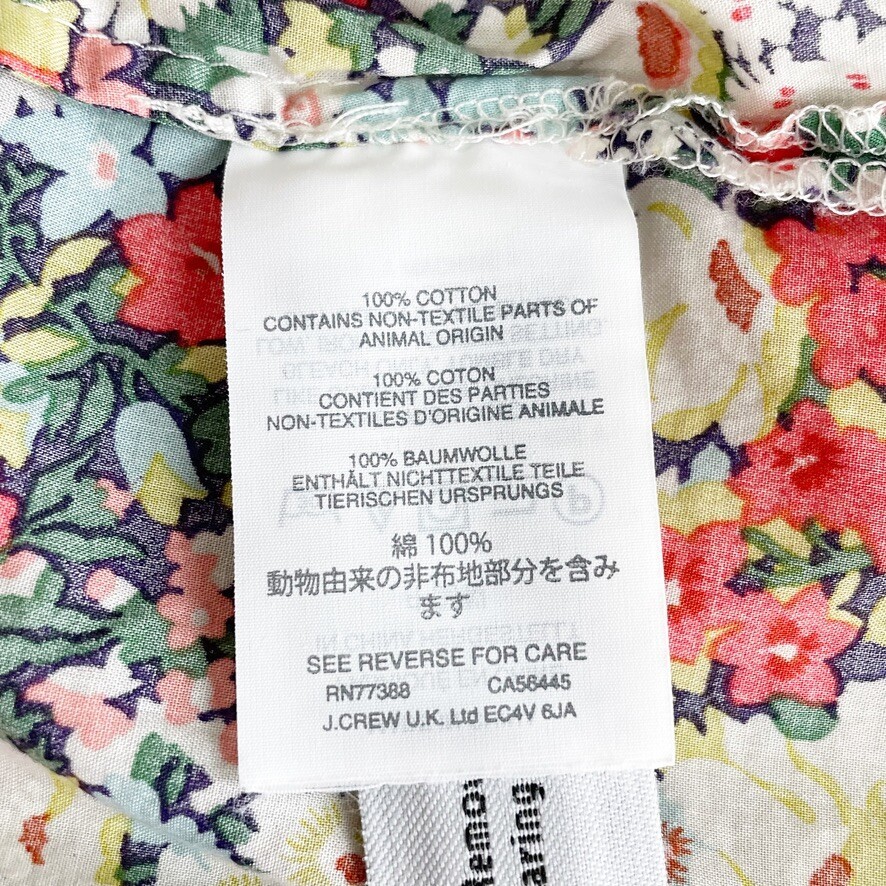 100% COTTON
CONTAINS NON-TEXTILE PARTS OF
ANIMAL ORIGIN
100% COTON
CONTIENT DES PARTIES
NON-TEXTILES D'ORIGINE ANIMALE
100% BAUMWOLLE
ENTHÄLT NICHTTEXTILE TEILE
TIERISCHEN URSPRUNGS
綿 100%
動物由来の非布地部分を含み
ます
SEE REVERSE FOR CARE
RN77388 CA56445
J.CREW U.K. Ltd EC4V 6JA